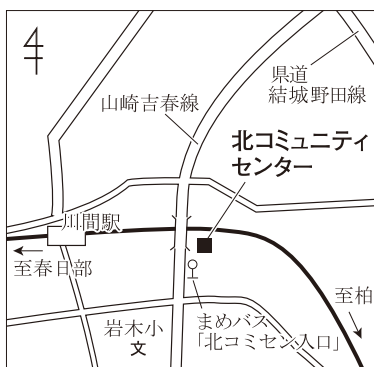 県道
結城野田線
山崎吉春線
北コミュニティ
センター
川間駅
至春日部
至柏
岩木小
文
まめバス
「北コミセン入口」